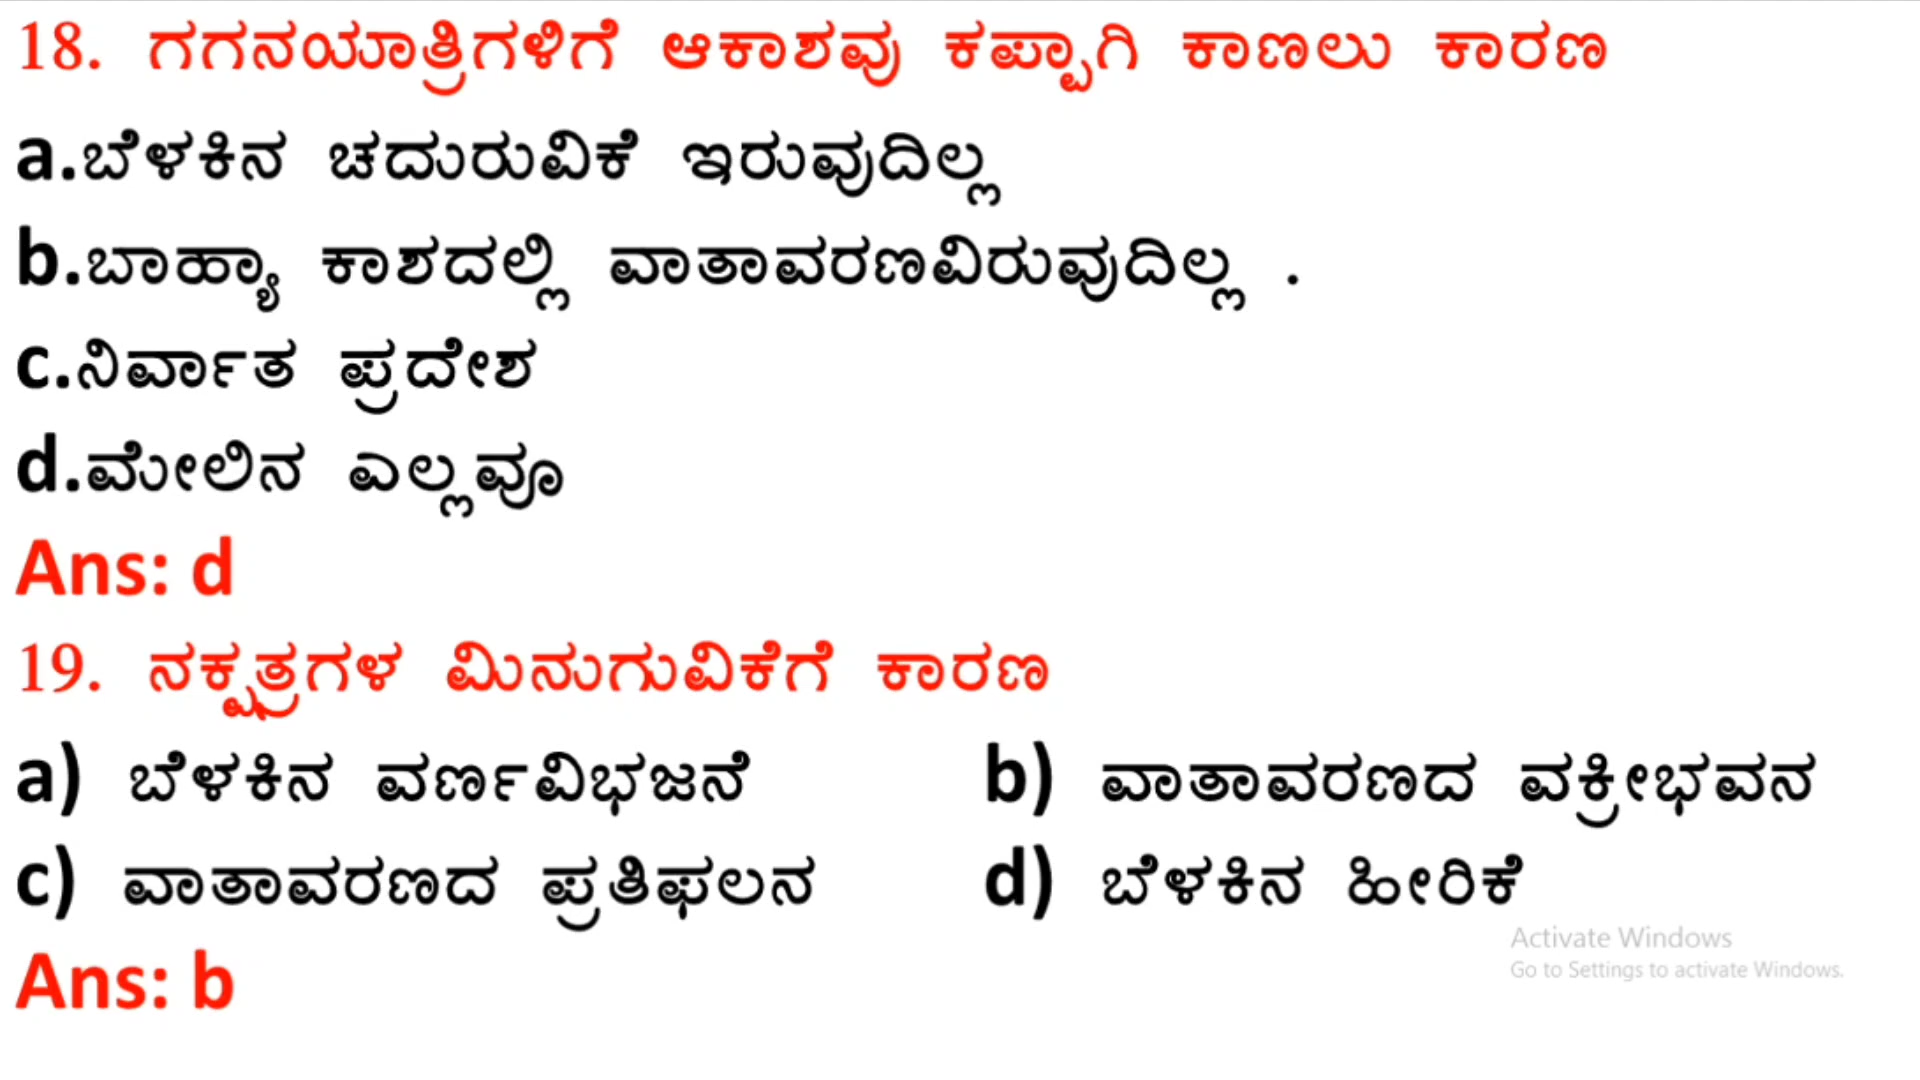 18. ಗಗನಯಾತ್ರಿಗಳಿಗೆ ಆಕಾಶವು ಕಪ್ಪಾಗಿ ಕಾಣಲು ಕಾರಣ
a.ಬೆಳಕಿನ ಚದುರುವಿಕೆ ಇರುವುದಿಲ್ಲ
b.ಬಾಹ್ಯಾ ಕಾಶದಲ್ಲಿ ವಾತಾವರಣವಿರುವುದಿಲ್ಲ .
c.ನಿರ್ವಾತ ಪ್ರದೇಶ
d.ಮೇಲಿನ ಎಲ್ಲವೂ
Ans: d
19. ನಕ್ಷತ್ರಗಳ ಮಿನುಗುವಿಕೆಗೆ ಕಾರಣ
a) ಬೆಳಕಿನ ವರ್ಣವಿಭಜನೆ b) ವಾತಾವರಣದ ವಕ್ರೀಭವನ
c) ವಾತಾವರಣದ ಪ್ರತಿಫಲನ d) ಬೆಳಕಿನ ಹೀರಿಕೆ
Ans: b
Activate Windows
Go to Settings to activate Windows.